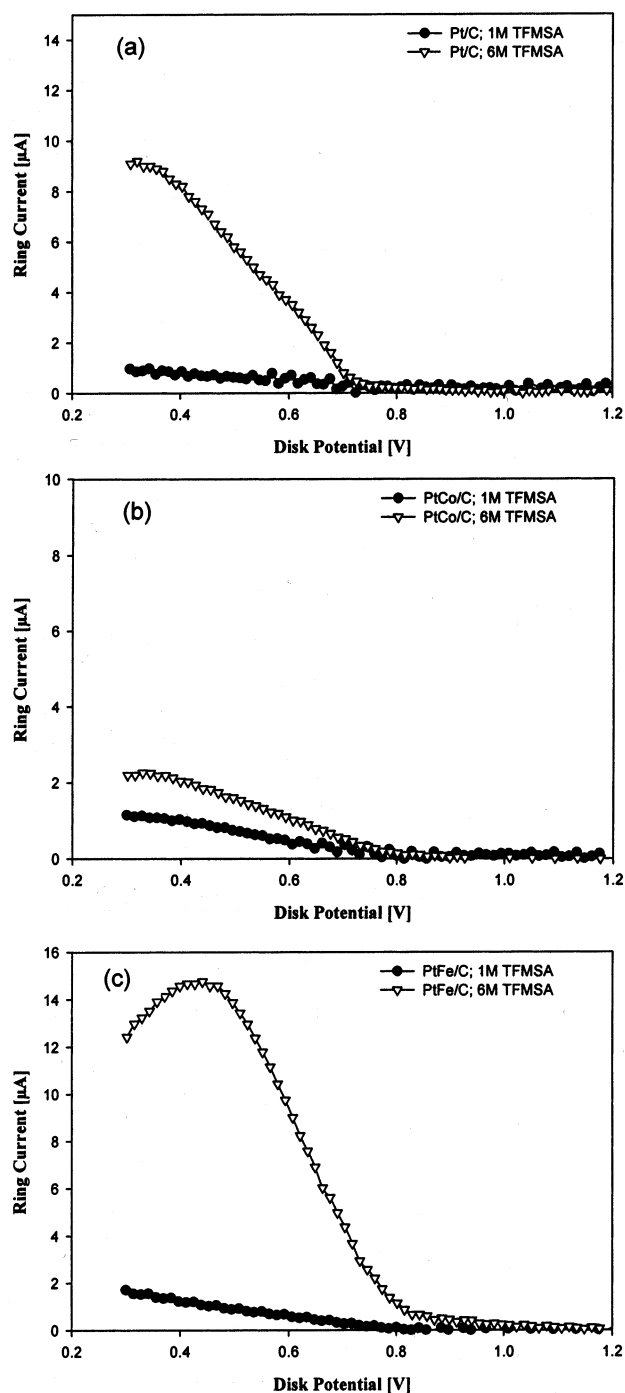 (a)
Pt/C; 1M TFMSA
Pt/C; 6M TFMSA
14
12
10
8
6
4
2
0
Ring Current [µA]
0.2 0.4 0.6 0.8 1.0 1.2
Disk Potential [V]
(b)
PtCo/C; 1M TFMSA
PtCo/C; 6M TFMSA
10
8
6
4
2
0
Ring Current [µA]
0.2 0.4 0.6 0.8 1.0 1.2
Disk Potential [V]
(c)
PtFe/C; 1M TFMSA
PtFe/C; 6M TFMSA
16
14
12
10
8
6
4
2
0
Ring Current [µA]
0.2 0.4 0.6 0.8 1.0 1.2
Disk Potential [V]